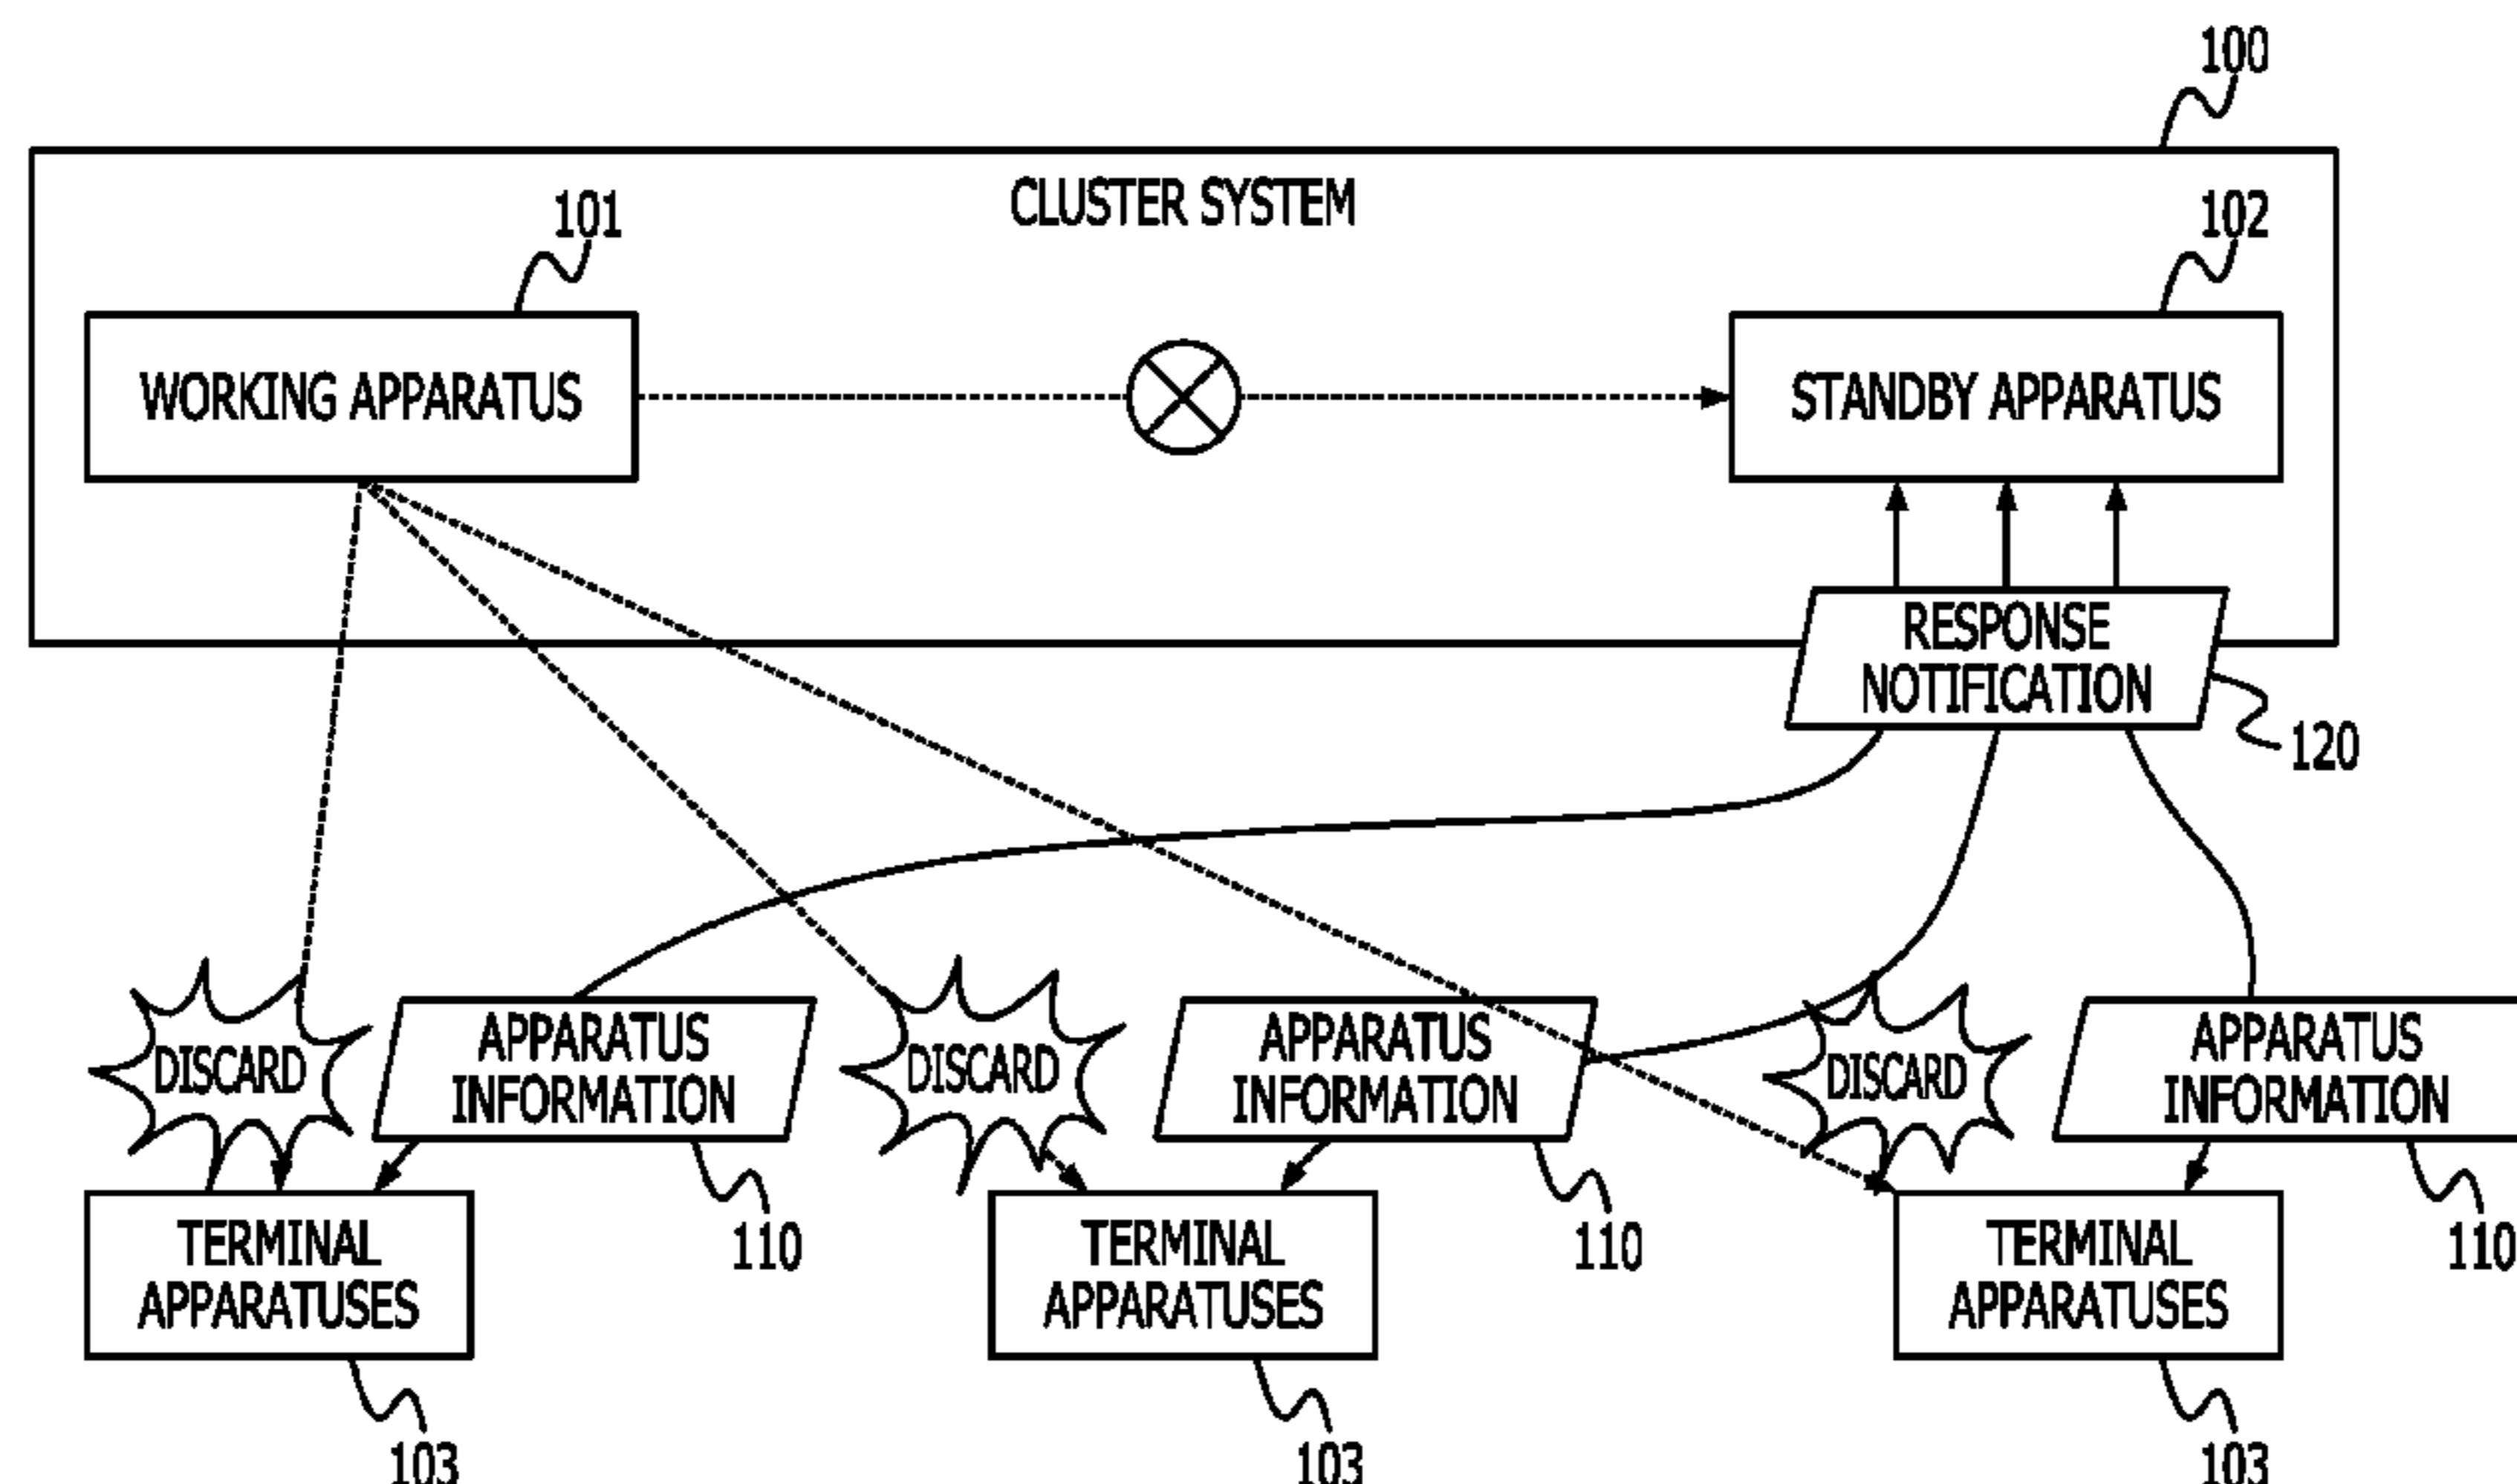 100
CLUSTER SYSTEM
101
102
WORKING APPARATUS
STANDBY APPARATUS
RESPONSE
NOTIFICATION
120
DISCARD
APPARATUS
INFORMATION
DISCARD
APPARATUS
INFORMATION
DISCARD
APPARATUS
INFORMATION
110
110
110
TERMINAL
APPARATUSES
TERMINAL
APPARATUSES
TERMINAL
APPARATUSES
103
103
103